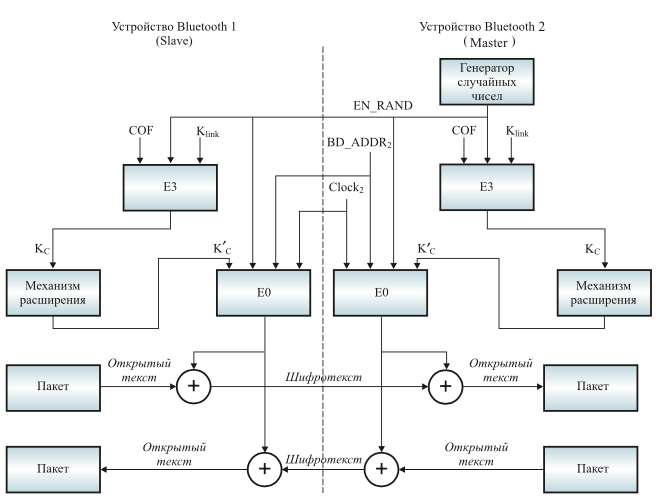 Устройство Bluetooth 1
(Slave)
Устройство Bluetooth 2
( Master )
Генератор
случайных
чисел
EN_RAND
COF
Klink
BD_ADDR2
COF
Klink
E3
Clock2
E3
KC
K′C
K′C
KC
Механизм
расширения
E0
E0
Механизм
расширения
Пакет
Открытый
текст
+
Шифротекст
+
Открытый
текст
Пакет
Пакет
Открытый
текст
+
Шифротекст
+
Открытый
текст
Пакет